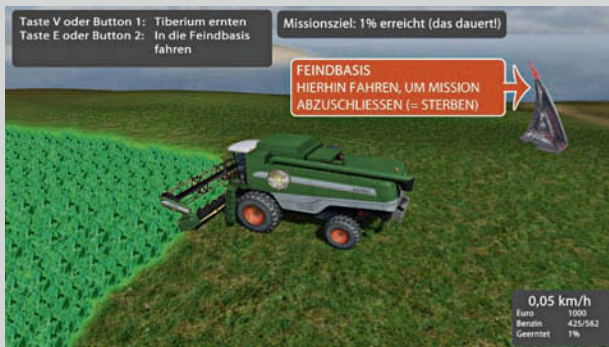 Taste V oder Button 1: Tiberium ernten
Taste E oder Button 2: In die Feindbasis
fahren
Missionsziel: 1% erreicht (das dauert!)
FEINDBASIS
HIERHIN FAHREN, UM MISSION
ABZUSCHLIESSEN (= STERBEN)
0,05 km/h
Euro 1000
Benzin 425/562
Geerntet 1%